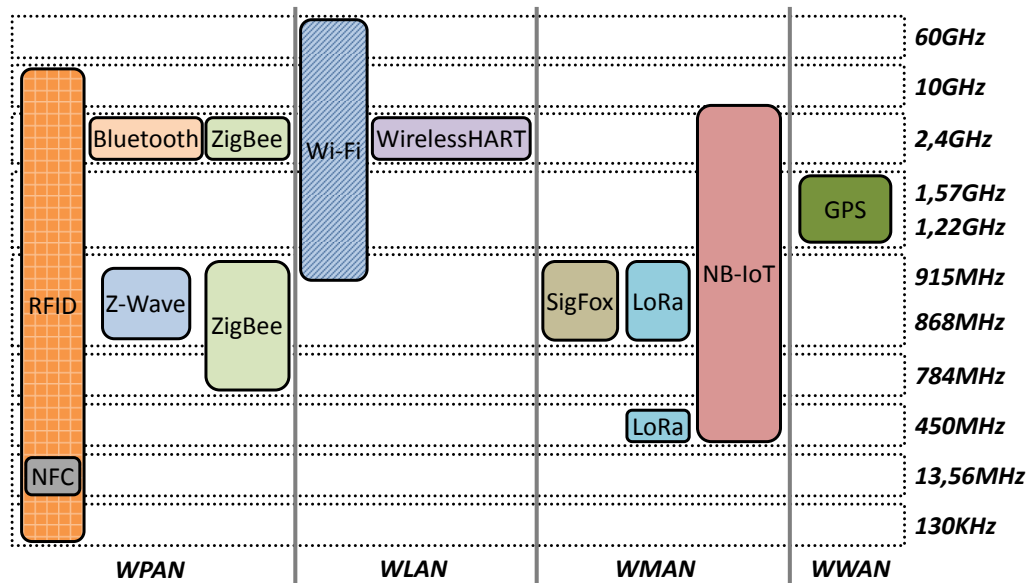 60GHz
10GHz
Bluetooth
ZigBee
Wi-Fi
WirelessHART
2,4GHz
GPS
1,57GHz
1,22GHz
RFID
Z-Wave
ZigBee
SigFox
LoRa
NB-IoT
915MHz
868MHz
784MHz
LoRa
450MHz
NFC
13,56MHz
130KHz
WPAN
WLAN
WMAN
WWAN